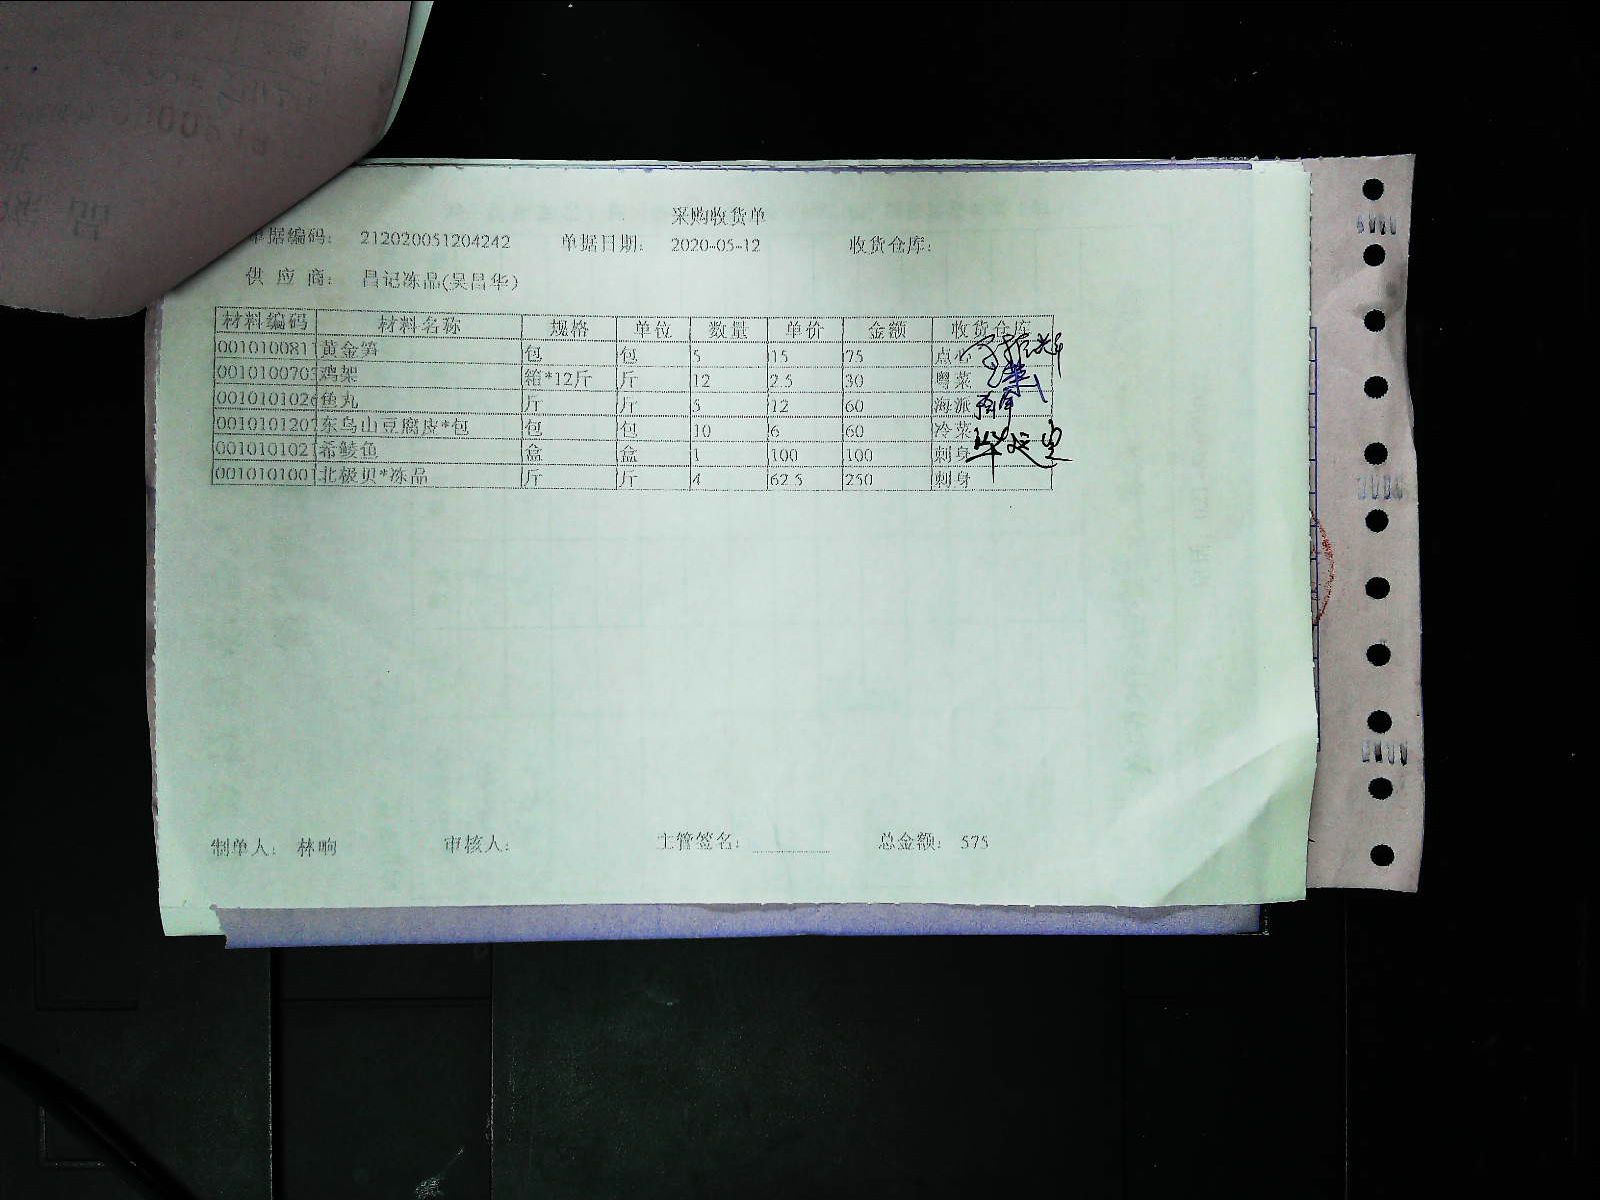 采购收货单
单据编码: 212020051204242 单据日期: 2020-05-12 收货仓库:
供 应 商: 昌记冻品(吴昌华)
材料编码 材料名称 规格 单位 数量 单价 金额 收货仓库
001010081 黄金笋 包 包 5 15 75 点心
001010070 鸡架 箱*12斤 斤 12 2.5 30 粤菜
001010102 鱼丸 斤 斤 5 12 60 海派
001010120 东乌山豆腐皮*包 包 包 10 6 60 冷菜
001010102 希鲮鱼 盒 盒 1 100 100 刺身
001010100 北极贝*冻品 斤 斤 4 62.5 250 刺身
制单人: 林响 审核人: 主管签名: 总金额: 575